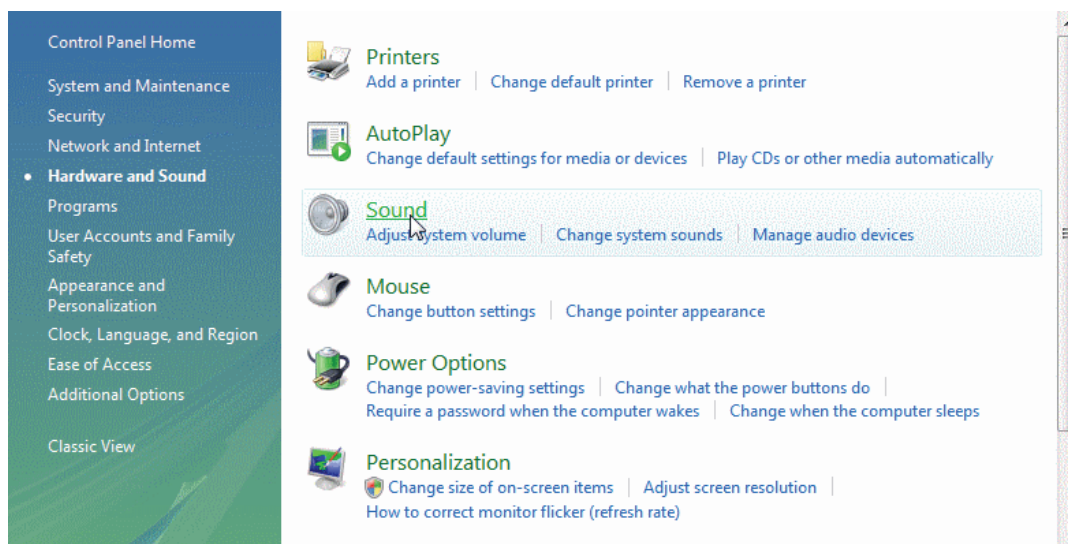 Control Panel Home
System and Maintenance
Security
Network and Internet
Hardware and Sound
Programs
User Accounts and Family
Safety
Appearance and
Personalization
Clock, Language, and Region
Ease of Access
Additional Options
Classic View
Printers
Add a printer | Change default printer | Remove a printer
AutoPlay
Change default settings for media or devices | Play CDs or other media automatically
Sound
Adjust system volume | Change system sounds | Manage audio devices
Mouse
Change button settings | Change pointer appearance
Power Options
Change power-saving settings | Change what the power buttons do |
Require a password when the computer wakes | Change when the computer sleeps
Personalization
Change size of on-screen items | Adjust screen resolution |
How to correct monitor flicker (refresh rate)